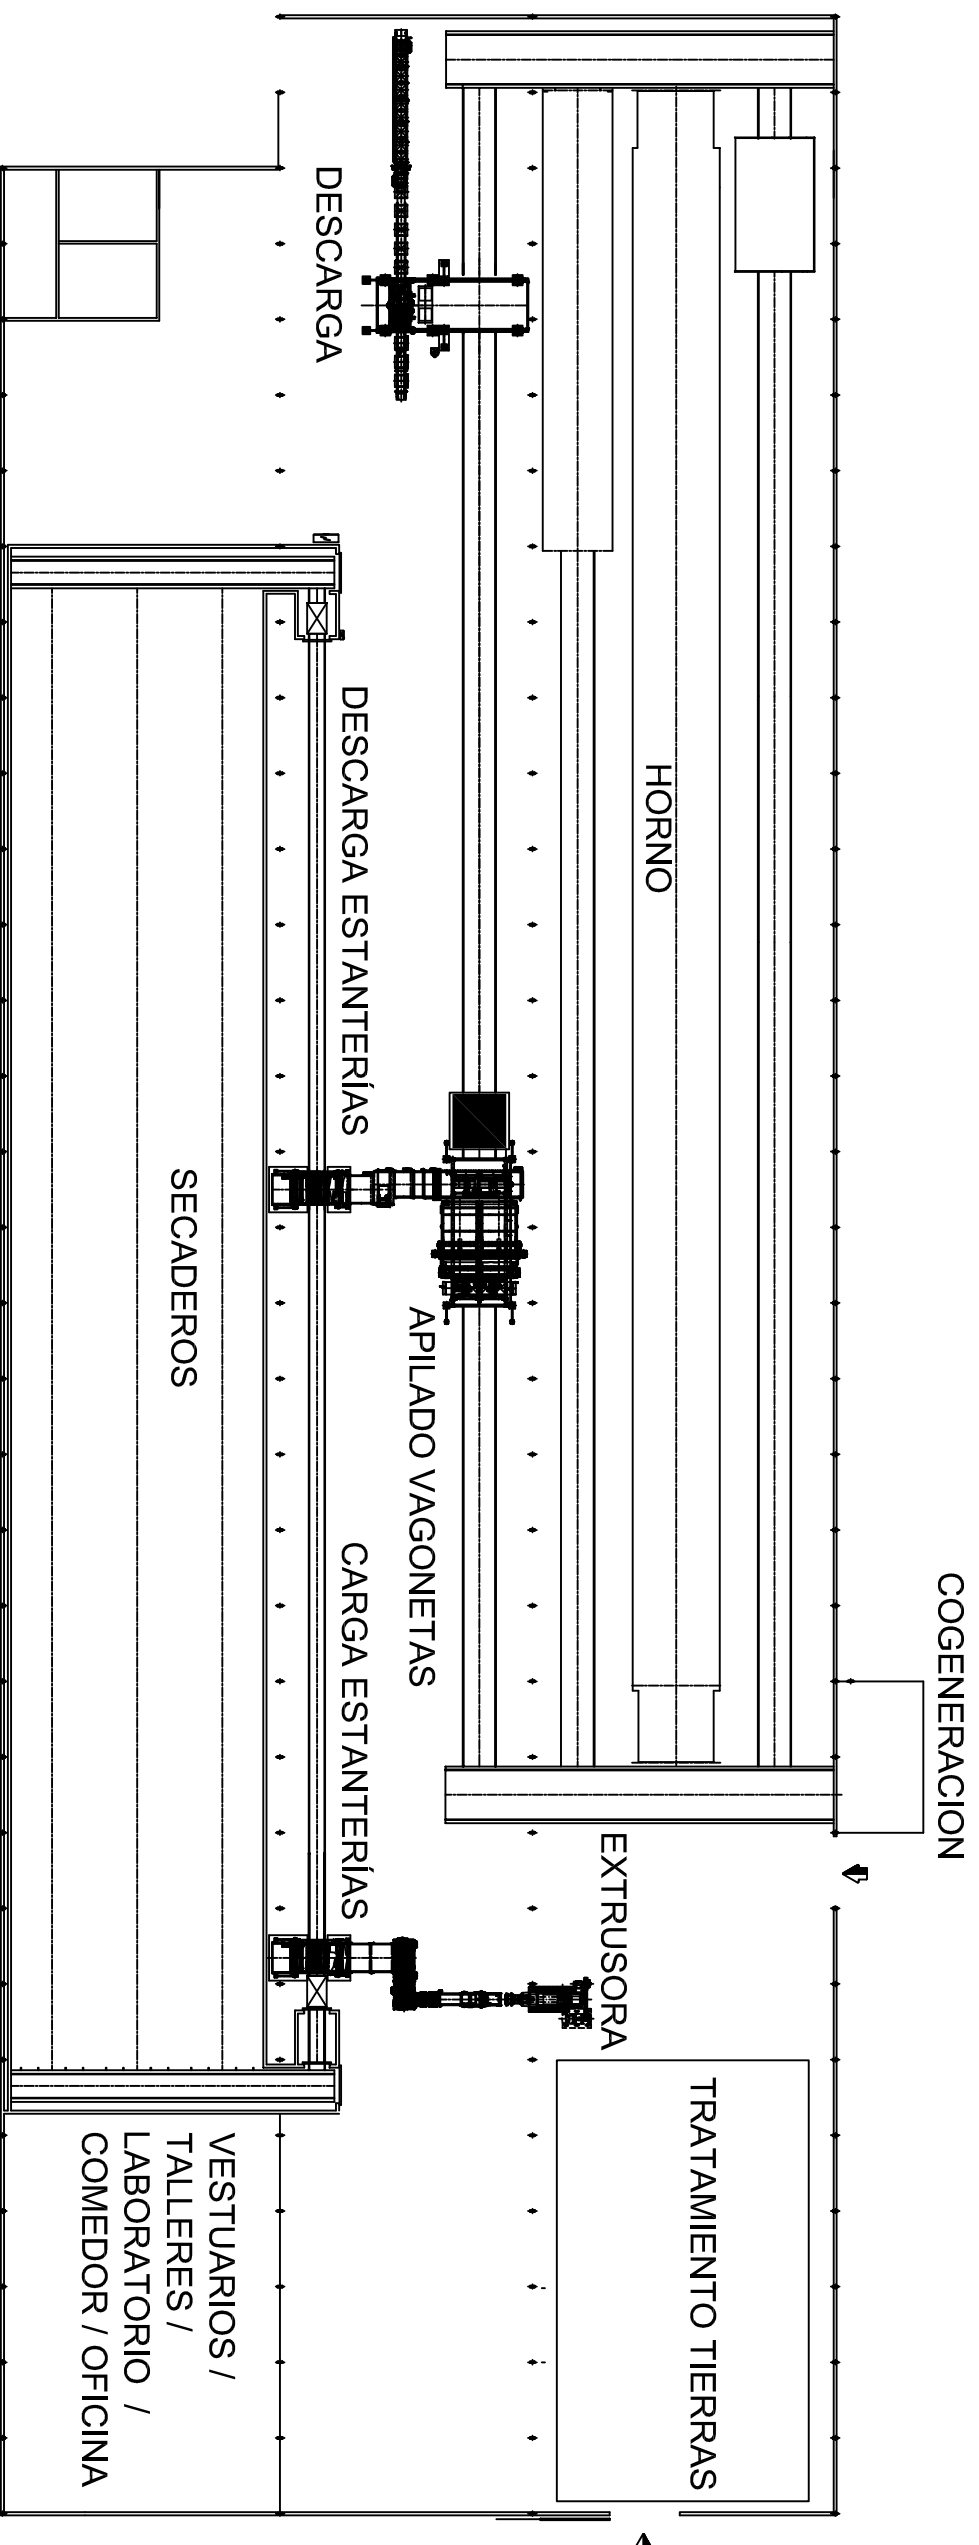 COGENERACION
HORNO
EXTRUSORA
TRATAMIENTO TIERRAS
DESCARGA
DESCARGA ESTANTERÍAS
APILADO VAGONETAS
CARGA ESTANTERÍAS
SECADEROS
VESTUARIOS /
TALLERES /
LABORATORIO /
COMEDOR / OFICINA